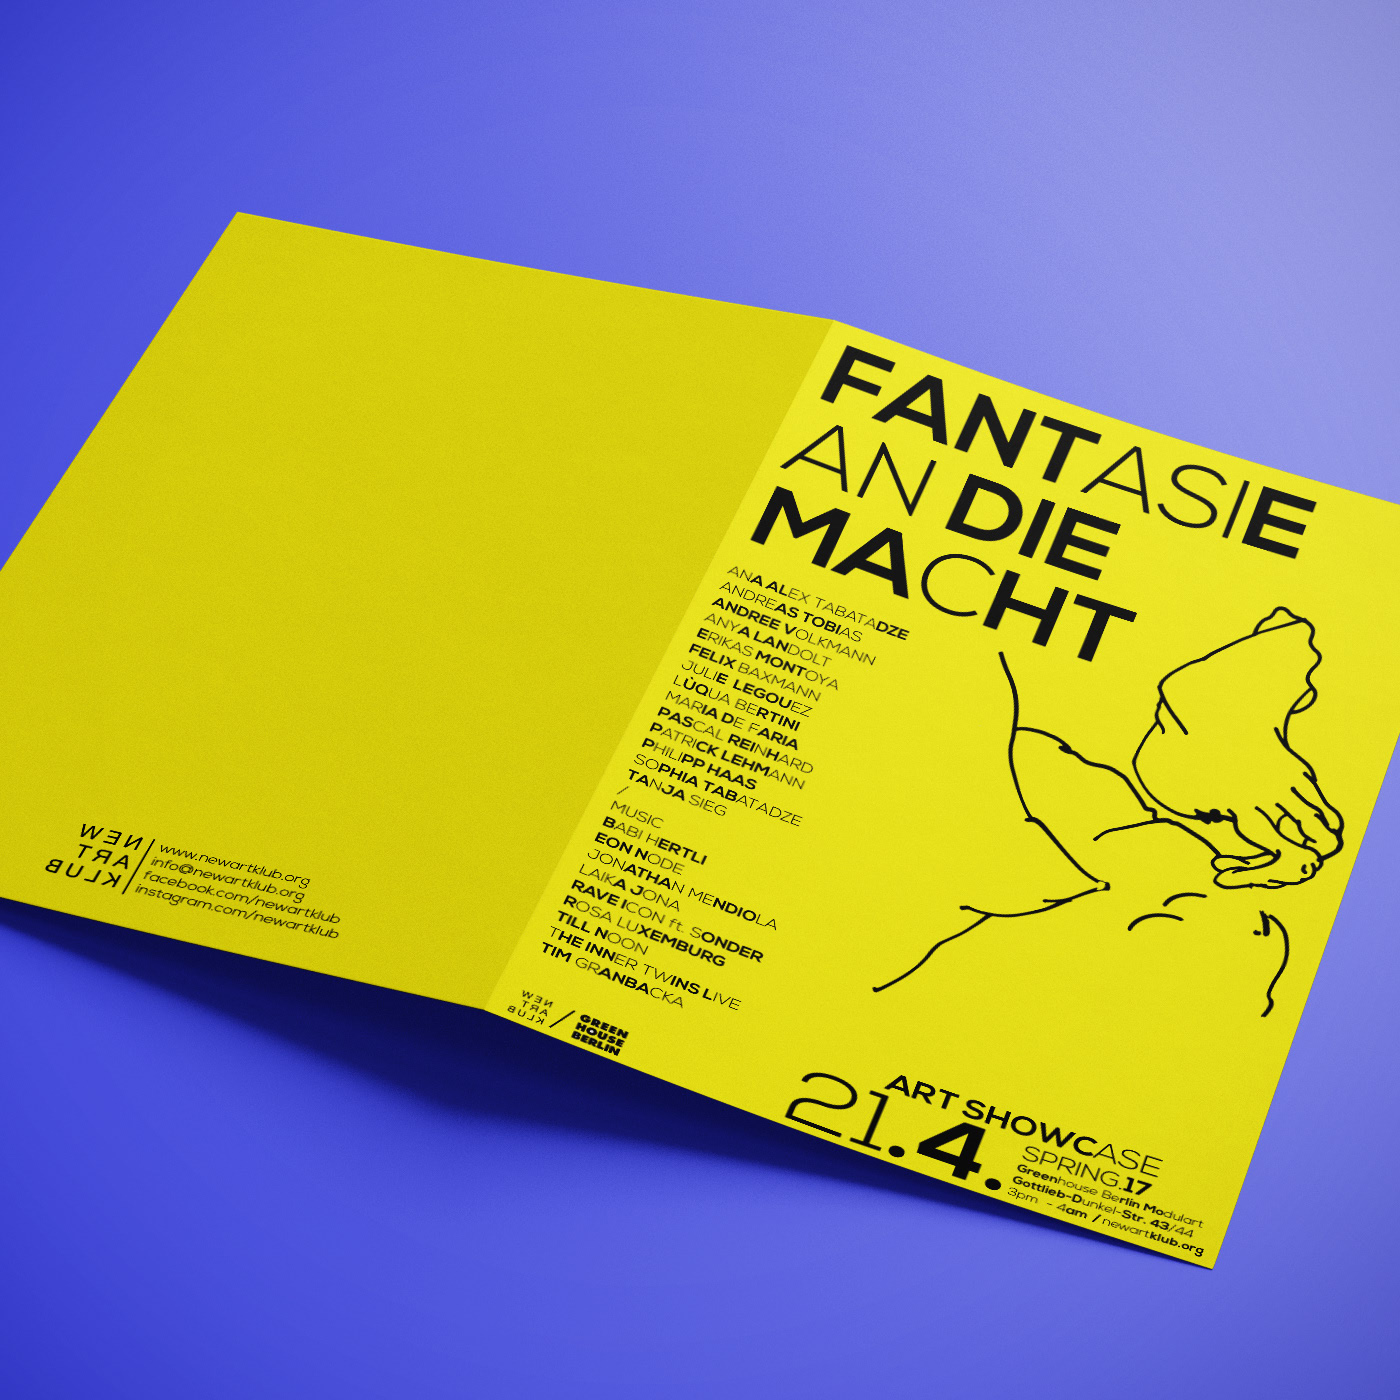 FANTASIE
AN DIE
MACHT
ANA ALEX TABATADZE
ANDREAS TOBIAS
ANDREE VOLKMANN
ANYA LANDOLT
ERIKAS MONTOYA
FELIX BAXMANN
JULIE LEGOUEZ
LÙQUA BERTINI
MARIA DE FARIA
PASCAL REINHARD
PATRICK LEHMANN
PHILIPP HAAS
SOPHIA TABATADZE
TANJA SIEG
/
MUSIC
BABI HERTLI
EON NODE
JONATHAN MENDIOLA
LAIKA JONA
RAVE ICON ft. SONDER
ROSA LUXEMBURG
TILL NOON
THE INNER TWINS LIVE
TIM GRANBACKA
NEW
ART
KLUB
/
GREEN
HOUSE
BERLIN
21.4.
ART SHOWCASE
SPRING.17
Greenhouse Berlin Modulart
Gottlieb-Dunkel-Str. 43/44
3pm - 4am / newartklub.org
NEW
ART
KLUB
www.newartklub.org
info@newartklub.org
facebook.com/newartklub
instagram.com/newartklub